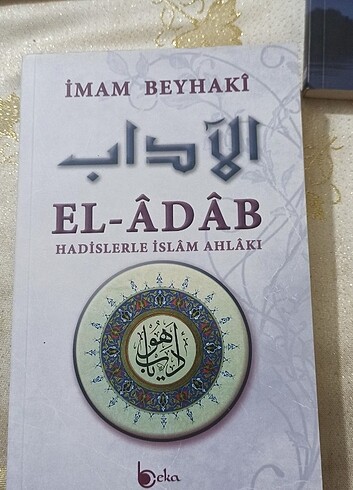 İMAM BEYHAKÎ
الآداب
EL-ÂDÂB
HADİSLERLE İSLÂM AHLÂKI
beka